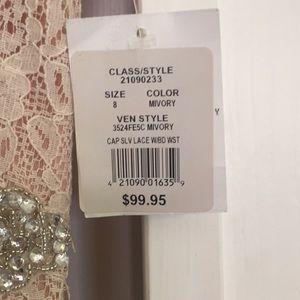 CLASS/STYLE
21090233
SIZE COLOR
8 MIVORY
VEN STYLE
3524FE5C MIVORY
CAP SLV LACE W/BD WST
4 21090 01635 9
$99.95
Y